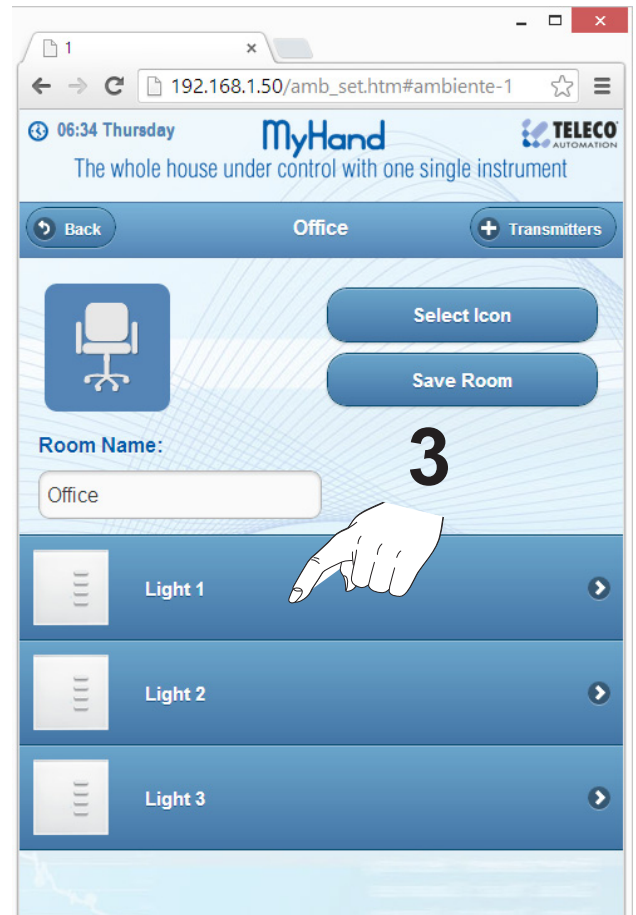 1
192.168.1.50/amb_set.htm#ambiente-1
06:34 Thursday
MyHand
TELECO
AUTOMATION
The whole house under control with one single instrument
Back
Office
Transmitters
Select Icon
Save Room
Room Name:
3
Office
Light 1
Light 2
Light 3